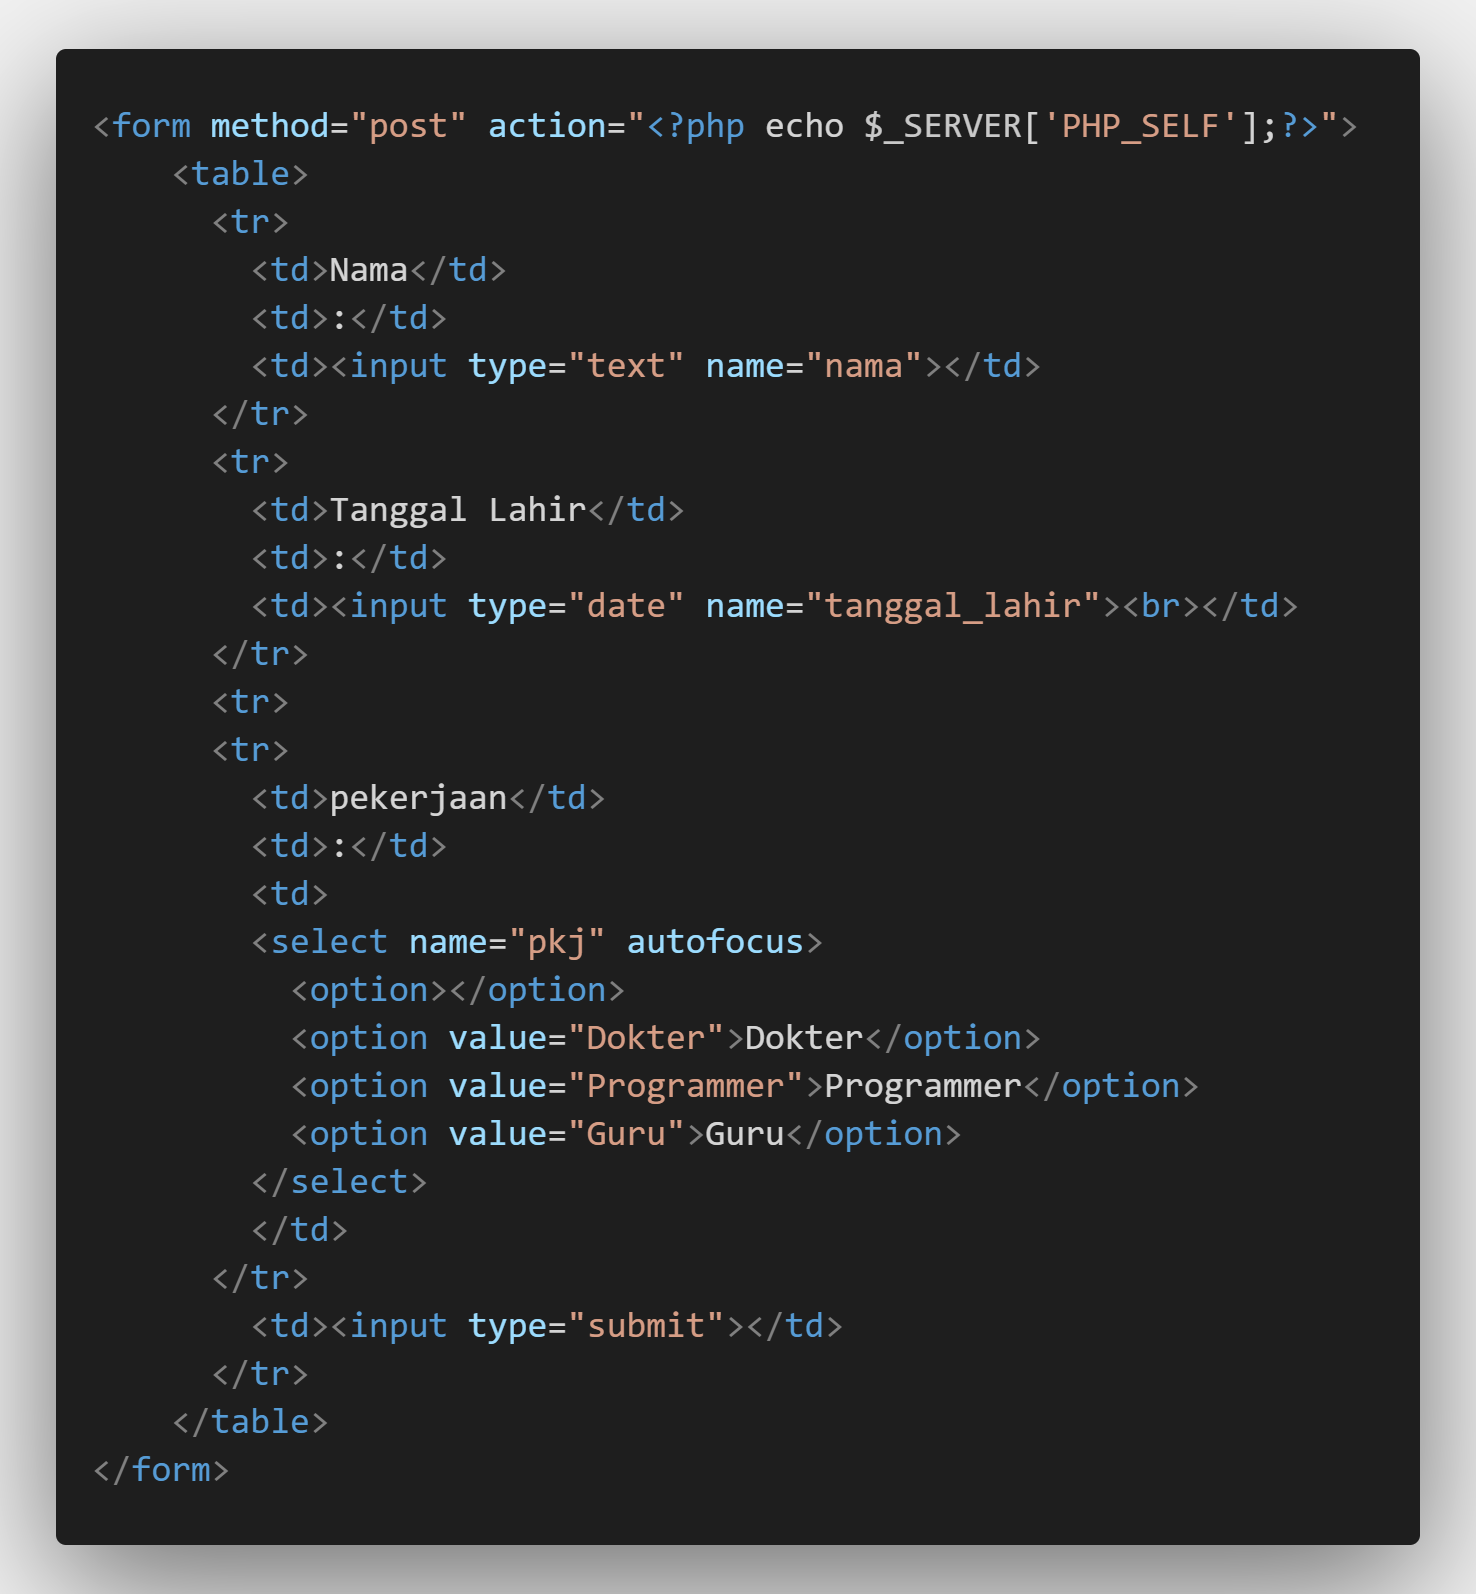 <form method="post" action="<?php echo $_SERVER['PHP_SELF'];?>">
    <table>
      <tr>
        <td>Nama</td>
        <td>:</td>
        <td><input type="text" name="nama"></td>
      </tr>
      <tr>
        <td>Tanggal Lahir</td>
        <td>:</td>
        <td><input type="date" name="tanggal_lahir"><br></td>
      </tr>
      <tr>
      <tr>
        <td>pekerjaan</td>
        <td>:</td>
        <td>
        <select name="pkj" autofocus>
          <option></option>
          <option value="Dokter">Dokter</option>
          <option value="Programmer">Programmer</option>
          <option value="Guru">Guru</option>
        </select>
        </td>
      </tr>
        <td><input type="submit"></td>
      </tr>
    </table>
</form>